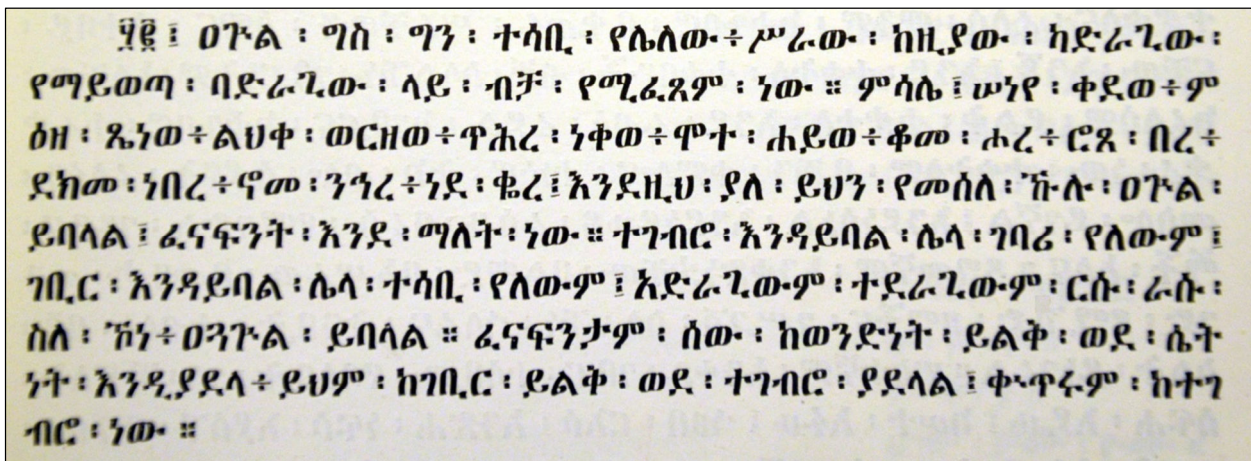 ፶፪ ፤ ዐጕል ፡ ግስ ፡ ግን ፡ ተሳቢ ፡ የሌለው ÷ ሥራው ፡ ከዚያው ፡ ካድራጊው ፡
የማይወጣ ፡ በድራጊው ፡ ላይ ፡ ብቻ ፡ የሚፈጸም ፡ ነው ። ምሳሌ ፤ ሠነየ ፡ ቀደወ ÷ ም
ዕዘ ፡ ጼነወ ÷ ልህቀ ፡ ወርዘወ ÷ ጥሕረ ፡ ነቀወ ÷ ሞተ ፡ ሐይወ ÷ ቆመ ፡ ሖረ ÷ ሮጸ ፡ በረ ÷
ደክመ ፡ ነበረ ÷ ኖመ ፡ ንኅረ ÷ ነደ ፡ ቈረ ፤ እንደዚህ ፡ ያለ ፡ ይህን ፡ የመሰለ ፡ ኹሉ ፡ ዐጕል ፡
ይባላል ፤ ፈናፍንት ፡ እንደ ፡ ማለት ፡ ነው ። ተገብሮ ፡ እንዳይባል ፡ ሌላ ፡ ገባሪ ፡ የለውም ፤
ገቢር ፡ እንዳይባል ፡ ሌላ ፡ ተሳቢ ፡ የለውም ፤ አድራጊውም ፡ ተደራጊውም ፡ ርሱ ፡ ራሱ ፡
ስለ ፡ ኾነ ÷ ዐጓጕል ፡ ይባላል ። ፈናፍንታም ፡ ሰው ፡ ከወንድነት ፡ ይልቅ ፡ ወደ ፡ ሴት
ነት ፡ እንዲያደላ ÷ ይህም ፡ ከገቢር ፡ ይልቅ ፡ ወደ ፡ ተገብሮ ፡ ያደላል ፤ ቍጥሩም ፡ ከተገ
ብሮ ፡ ነው ።